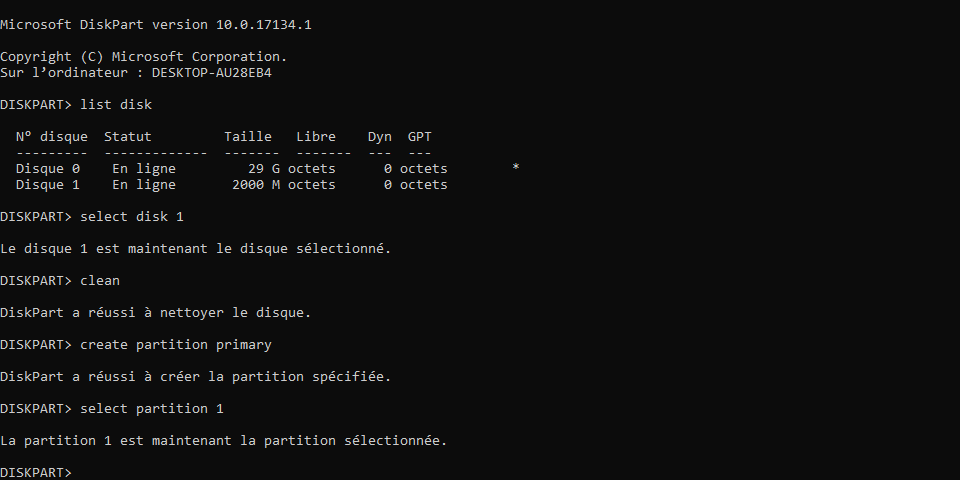 Microsoft DiskPart version 10.0.17134.1
Copyright (C) Microsoft Corporation.
Sur l’ordinateur : DESKTOP-AU28EB4
DISKPART> list disk
  N° disque  Statut         Taille   Libre    Dyn  GPT
  ---------  -------------  -------  -------  ---  ---
  Disque 0    En ligne         29 G octets      0 octets        *
  Disque 1    En ligne       2000 M octets      0 octets
DISKPART> select disk 1
Le disque 1 est maintenant le disque sélectionné.
DISKPART> clean
DiskPart a réussi à nettoyer le disque.
DISKPART> create partition primary
DiskPart a réussi à créer la partition spécifiée.
DISKPART> select partition 1
La partition 1 est maintenant la partition sélectionnée.
DISKPART>